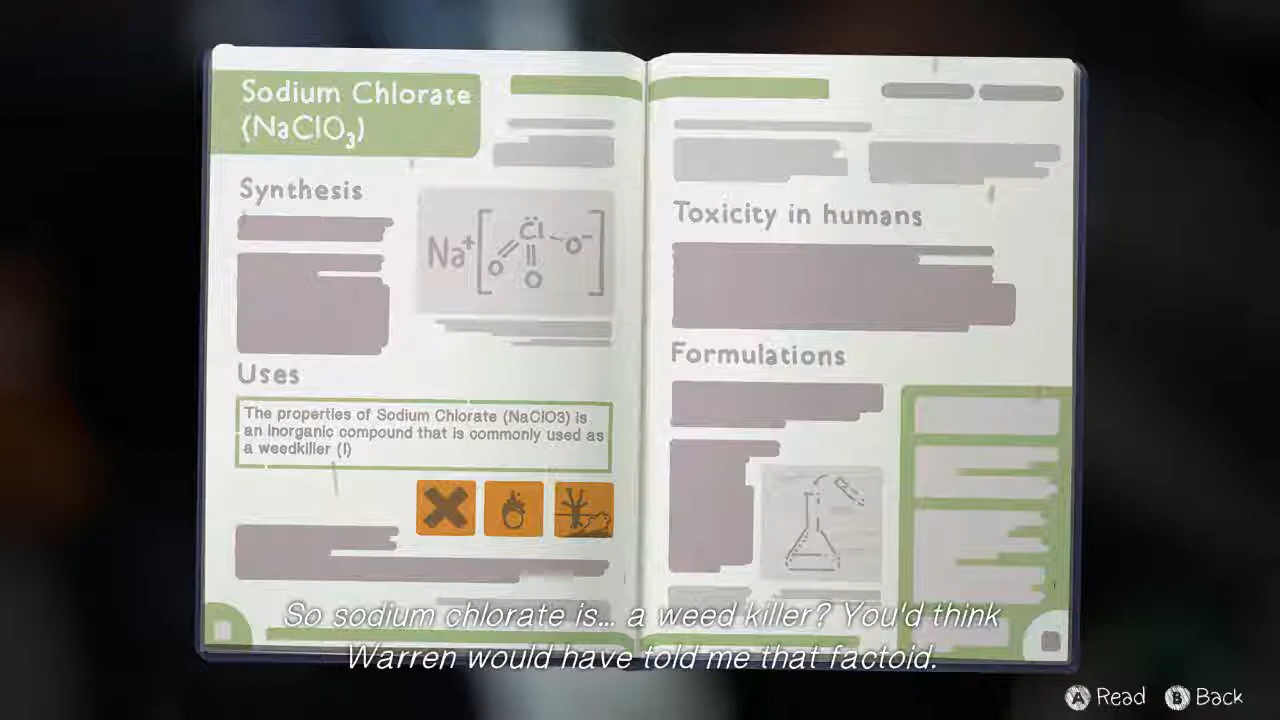 Sodium Chlorate
(NaClO₃)
Synthesis
Na⁺
Cl
O⁻
O
O
Uses
The properties of Sodium Chlorate (NaClO3) is
an inorganic compound that is commonly used as
a weedkiller (I)
Toxicity in humans
Formulations
So sodium chlorate is... a weed killer? You'd think
Warren would have told me that factoid.
A Read B Back